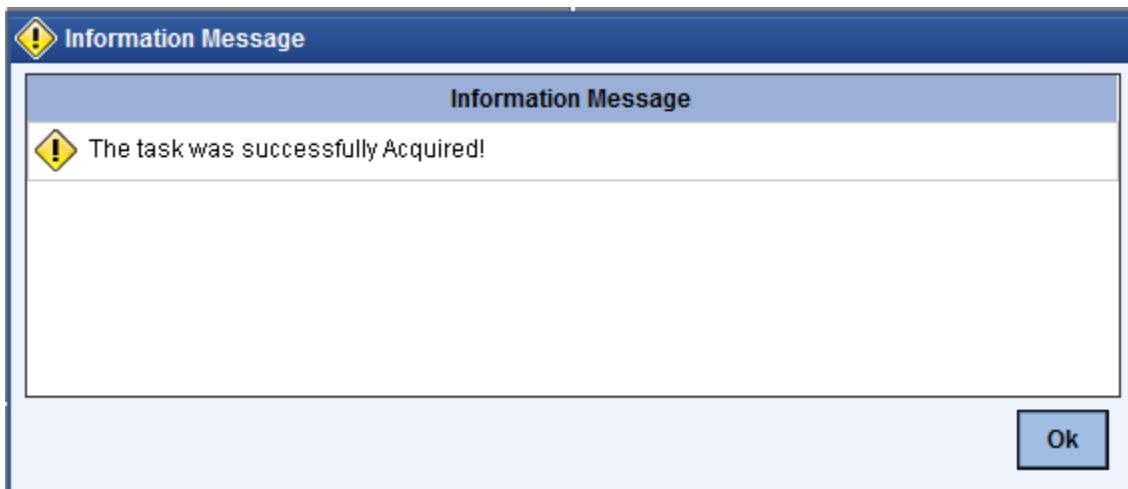 Information Message
Information Message
The task was successfully Acquired!
Ok